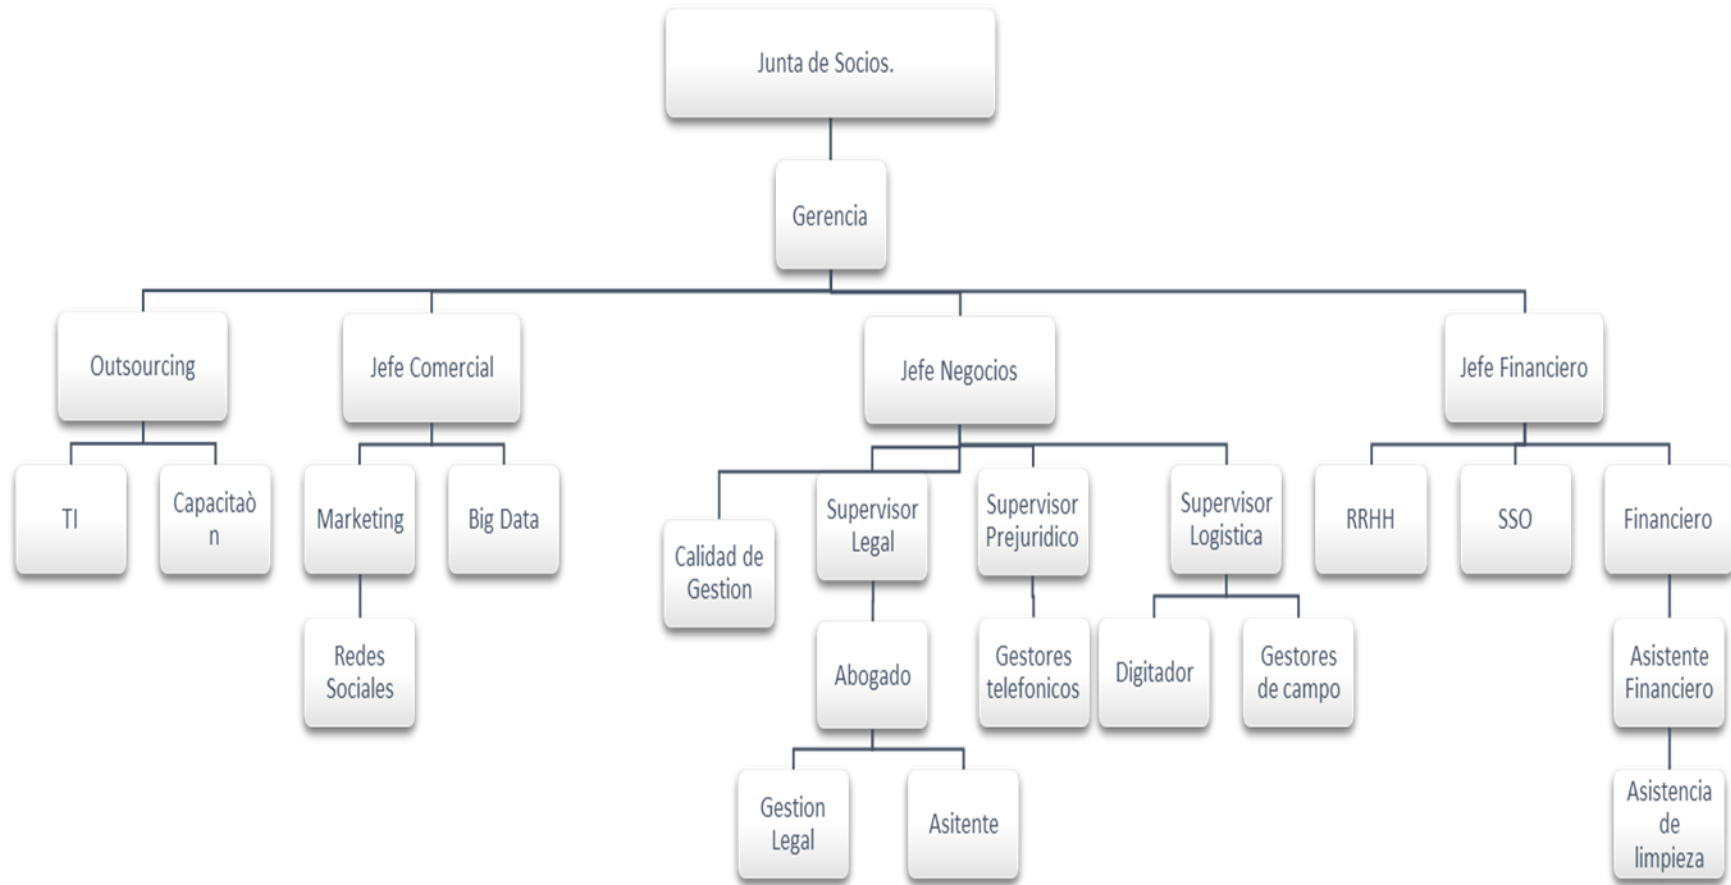 Junta de Socios.
Gerencia
Outsourcing
Jefe Comercial
Jefe Negocios
Jefe Financiero
TI
Capacitaò
n
Marketing
Big Data
Calidad de
Gestion
Supervisor
Legal
Supervisor
Prejuridico
Supervisor
Logistica
RRHH
SSO
Financiero
Redes
Sociales
Abogado
Gestores
telefonicos
Digitador
Gestores
de campo
Asistente
Financiero
Gestion
Legal
Asitente
Asistencia
de
limpieza